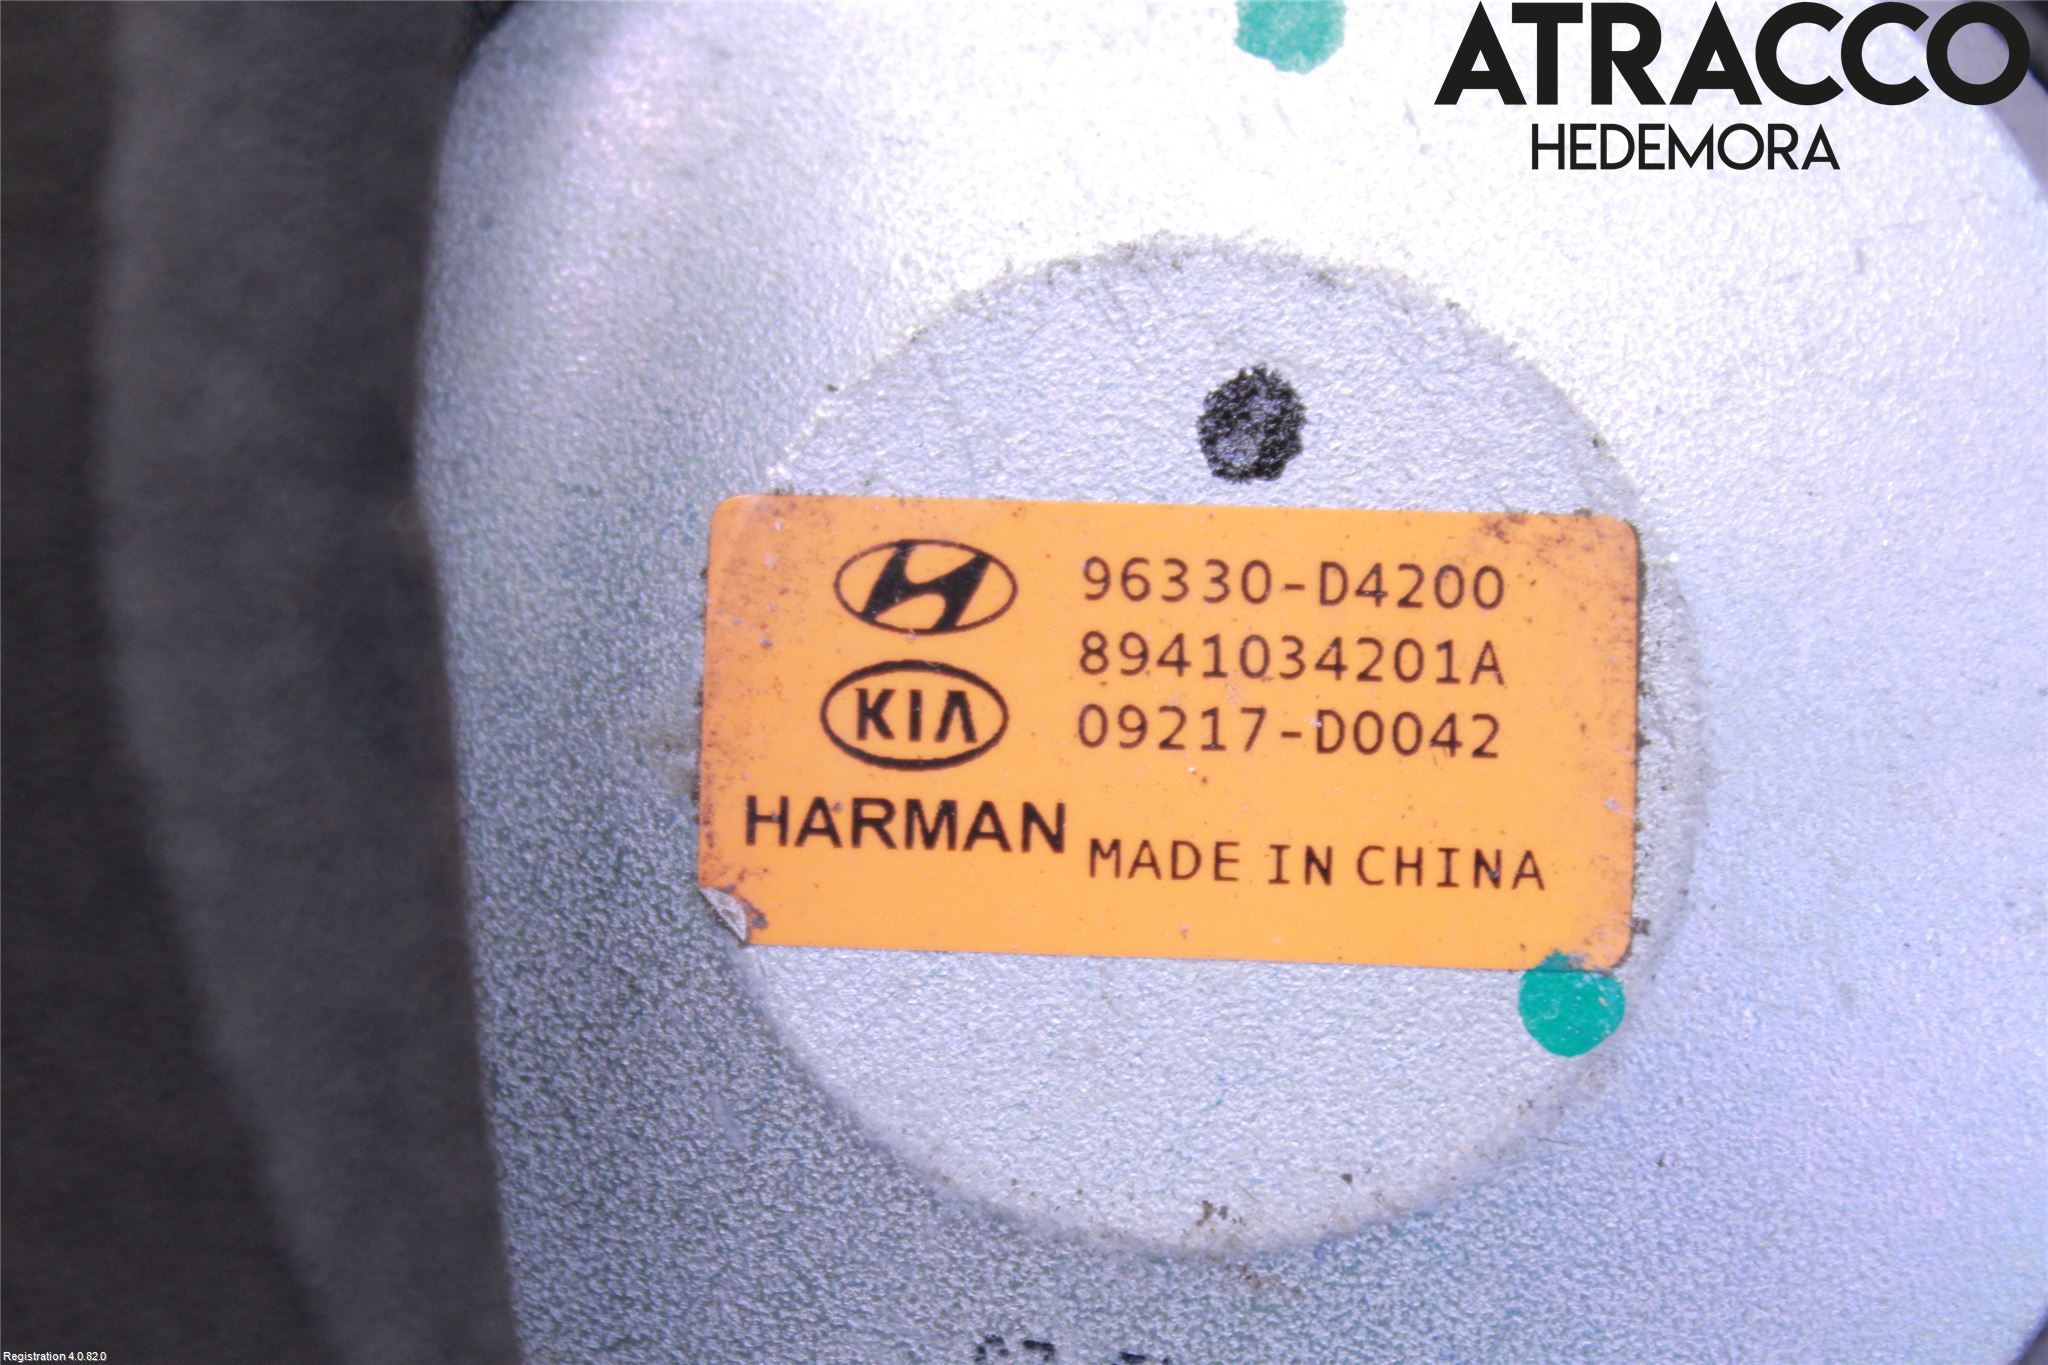 ATRACCO
HEDEMORA
96330-D4200
8941034201A
KIA
09217-D0042
HARMAN
MADE IN CHINA
Registration 4.0.82.0